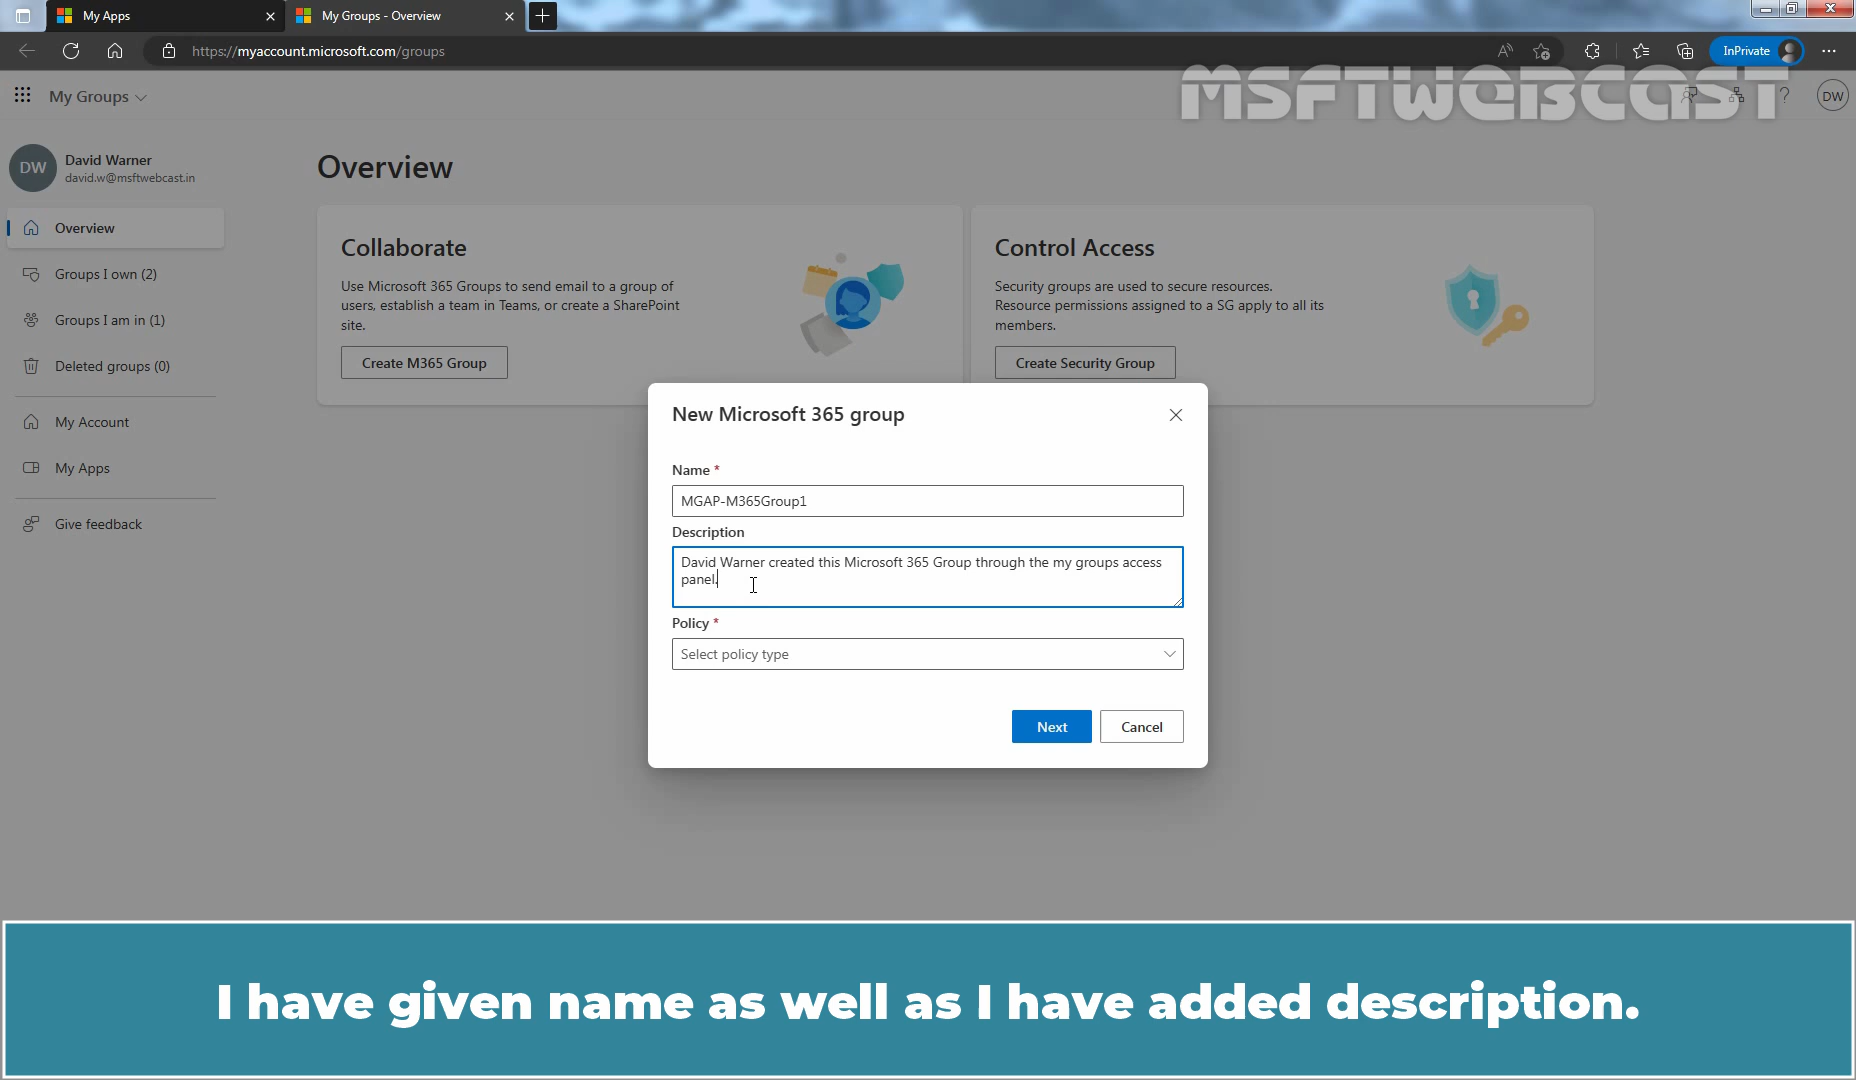 My Apps
My Groups - Overview
https://myaccount.microsoft.com/groups
InPrivate
MSFTWEBCAST
My Groups
DW
DW
David Warner
david.w@msftwebcast.in
Overview
Groups I own (2)
Groups I am in (1)
Deleted groups (0)
My Account
My Apps
Give feedback
Overview
Collaborate
Use Microsoft 365 Groups to send email to a group of
users, establish a team in Teams, or create a SharePoint
site.
Create M365 Group
Control Access
Security groups are used to secure resources.
Resource permissions assigned to a SG apply to all its
members.
Create Security Group
New Microsoft 365 group
Name *
MGAP-M365Group1
Description
David Warner created this Microsoft 365 Group through the my groups access
panel.
Policy *
Select policy type
Next
Cancel
I have given name as well as I have added description.